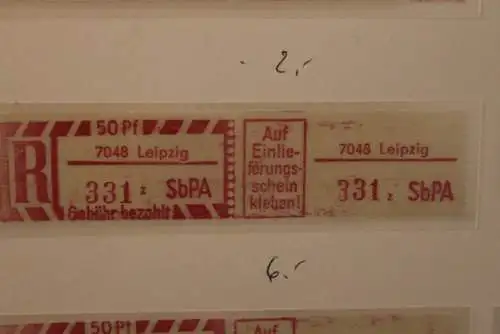 - 2,-
50 Pf
R
7048 Leipzig
331 z SbPA
Gebühr bezahlt!
Auf
Einlie-
ferungs-
schein
kleben!
7048 Leipzig
331 z SbPA
6,-
50 Pf
Auf